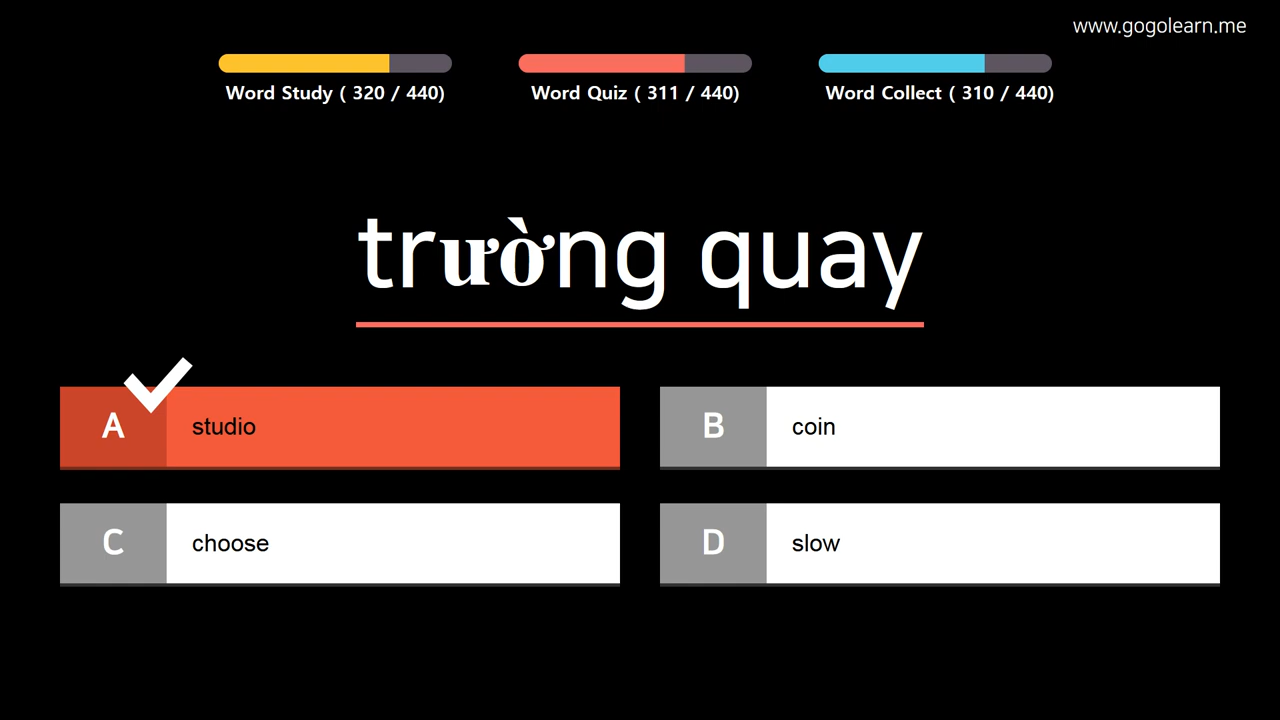 www.gogolearn.me
Word Study ( 320 / 440)
Word Quiz ( 311 / 440)
Word Collect ( 310 / 440)
trường quay
A studio
B coin
C choose
D slow